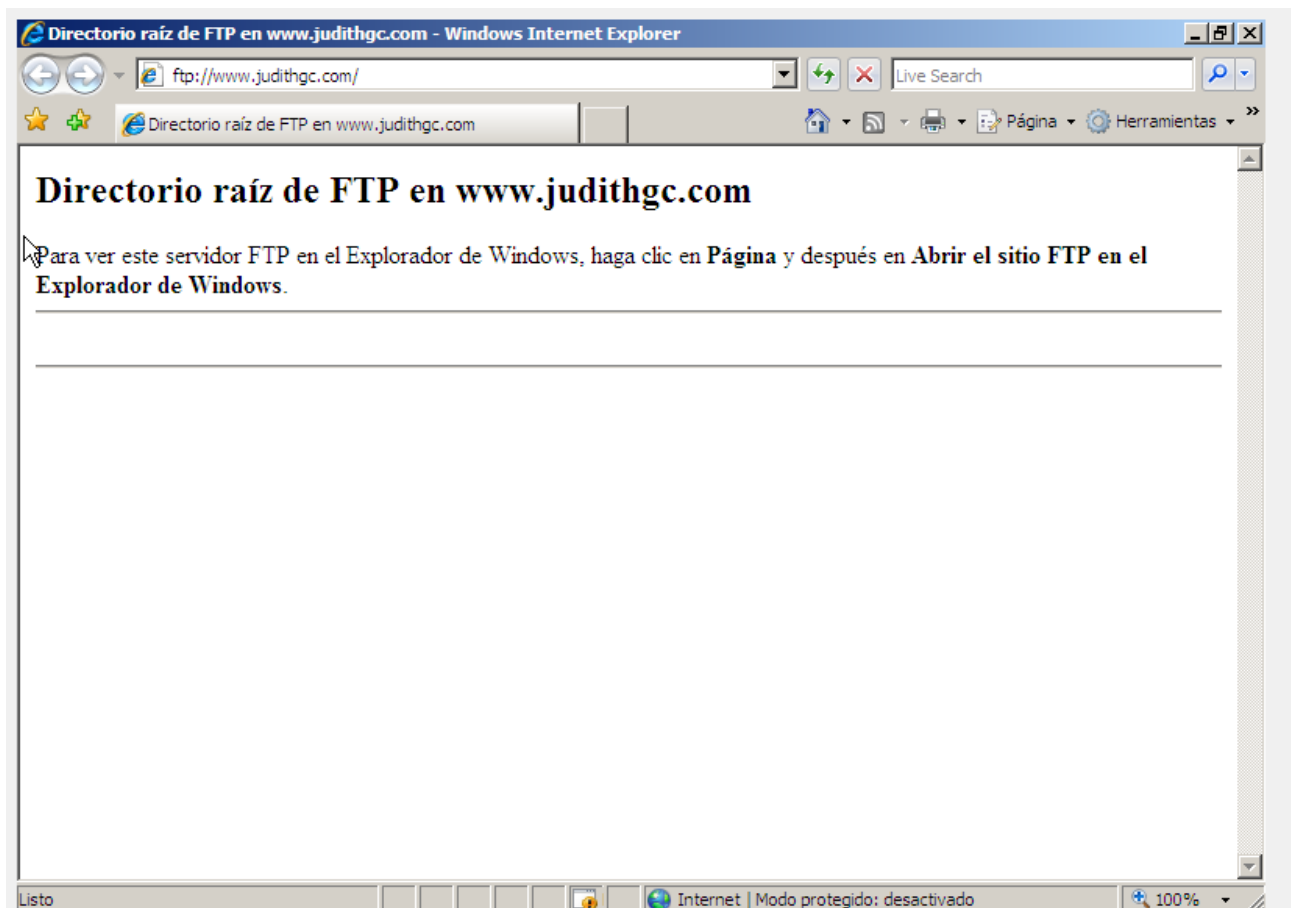 Directorio raíz de FTP en www.judithgc.com - Windows Internet Explorer
ftp://www.judithgc.com/
Live Search
Directorio raíz de FTP en www.judithgc.com
Página
Herramientas
»
Directorio raíz de FTP en www.judithgc.com
Para ver este servidor FTP en el Explorador de Windows, haga clic en Página y después en Abrir el sitio FTP en el
Explorador de Windows.
Listo
Internet | Modo protegido: desactivado
100%